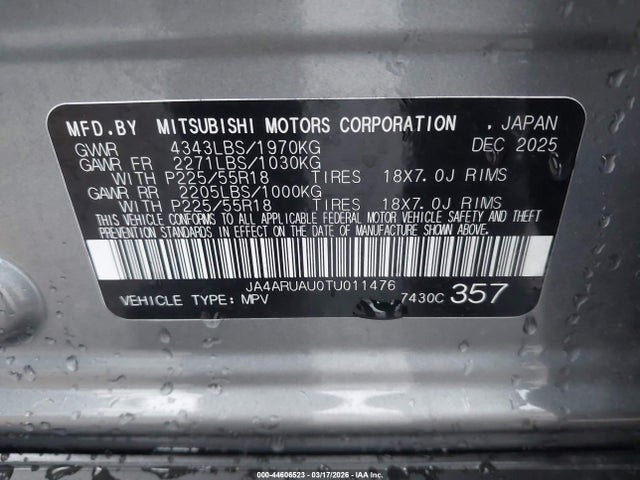 MFD.BY MITSUBISHI MOTORS CORPORATION , JAPAN
GVWR 4343LBS/1970KG DEC 2025
GAWR FR 2271LBS/1030KG
WITH P225/55R18 TIRES 18X7.0J RIMS
GAWR RR 2205LBS/1000KG
WITH P225/55R18 TIRES 18X7.0J RIMS
THIS VEHICLE CONFORMS TO ALL APPLICABLE FEDERAL MOTOR VEHICLE SAFETY AND THEFT
PREVENTION STANDARDS IN EFFECT ON THE DATE OF MANUFACTURE SHOWN ABOVE.
JA4ARUAU0TU011476
VEHICLE TYPE: MPV 7430C 357
000-44606523 - 03/17/2026 - IAAI.COM